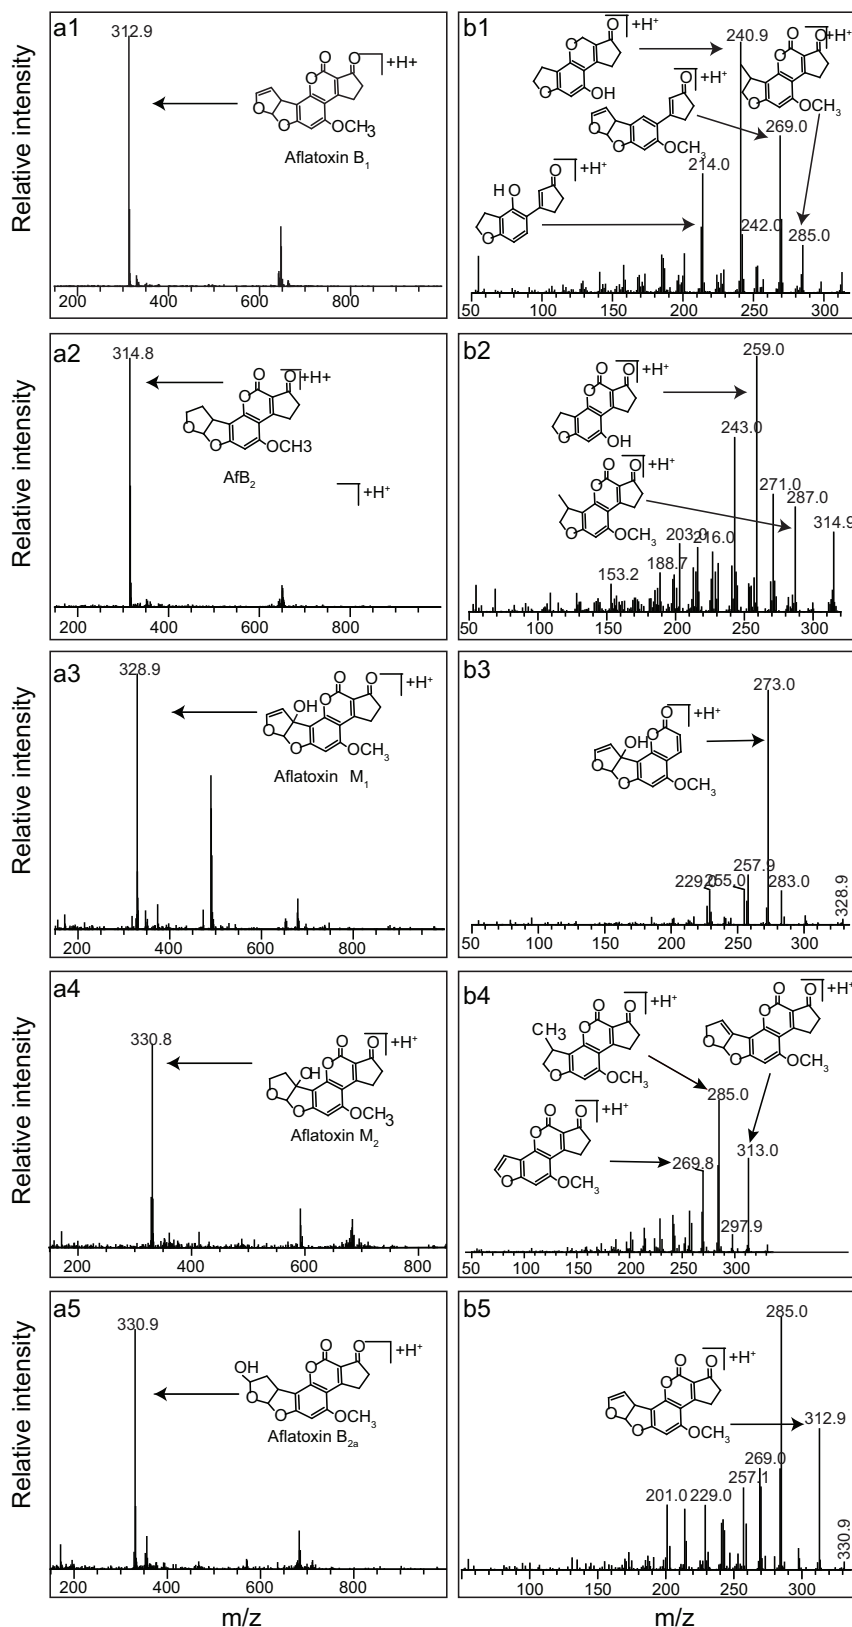 a1
312.9
O
O
+H+
O
O
O
OCH3
Aflatoxin B1
Relative intensity
200
400
600
800
b1
O
+H+
O
O
OH
240.9
O
O
+H+
O
O
OCH3
O
+H+
O
O
OCH3
269.0
214.0
O
+H+
HO
O
242.0
285.0
50
100
150
200
250
300
a2
314.8
O
O
+H+
O
O
O
OCH3
AfB2
+H+
Relative intensity
200
400
600
800
b2
259.0
O
O
+H+
O
O
OH
243.0
O
O
+H+
O
O
OCH3
271.0
287.0
314.9
203.0
216.0
188.7
153.2
50
100
150
200
250
300
a3
328.9
O
O
+H+
OH
O
O
O
OCH3
Aflatoxin M1
Relative intensity
200
400
600
800
b3
273.0
O
+H+
OH
O
O
O
OCH3
257.9
229.0
255.0
283.0
328.9
50
100
150
200
250
300
a4
330.8
O
O
+H+
OH
O
O
O
OCH3
Aflatoxin M2
Relative intensity
200
400
600
800
b4
O
O
+H+
CH3
O
O
OCH3
O
O
+H+
O
O
O
OCH3
285.0
O
O
+H+
O
O
OCH3
313.0
269.8
297.9
50
100
150
200
250
300
a5
330.9
OH
O
O
+H+
O
O
O
OCH3
Aflatoxin B2a
Relative intensity
200
400
600
800
m/z
b5
285.0
O
O
+H+
O
O
O
OCH3
312.9
269.0
257.1
201.0
229.0
330.9
100
150
200
250
300
m/z